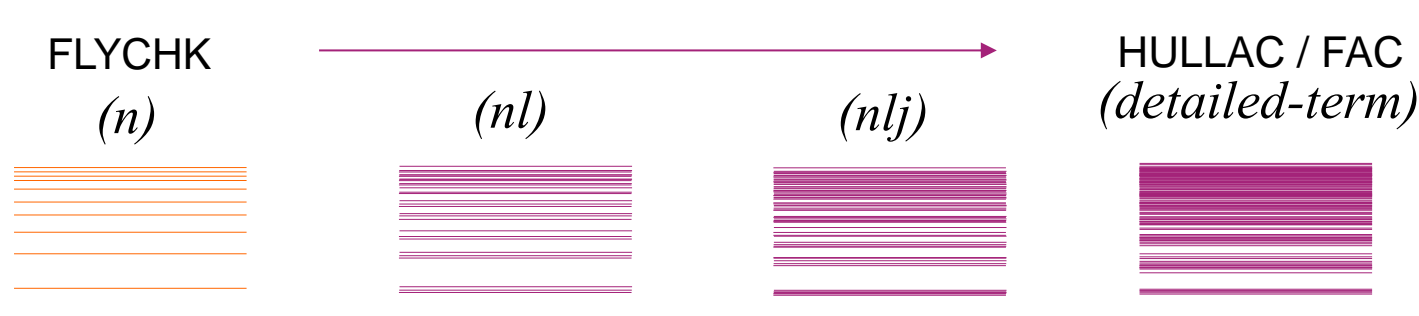 FLYCHK
(n)
(nl)
(nlj)
HULLAC / FAC
(detailed-term)